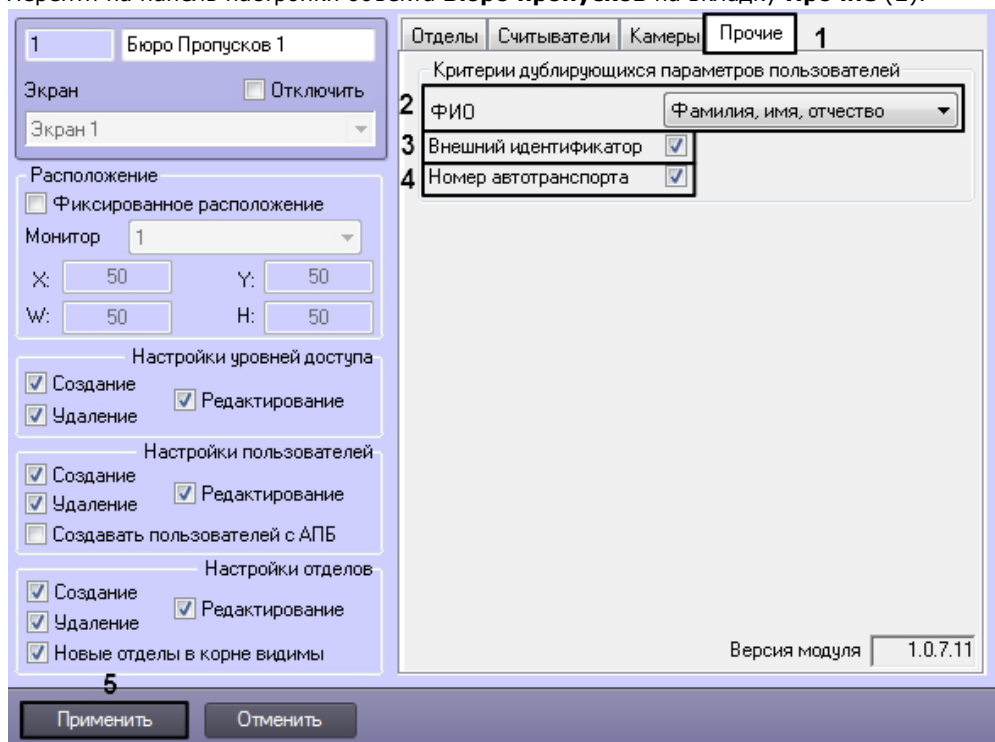 Перейти на панель настройки объекта Бюро пропусков на вкладку Прочие (1).
1 Бюро Пропусков 1
Экран Отключить
Экран 1
Расположение
Фиксированное расположение
Монитор 1
X: 50 Y: 50
W: 50 H: 50
Настройки уровней доступа
Создание
Редактирование
Удаление
Настройки пользователей
Создание
Редактирование
Удаление
Создавать пользователей с АПБ
Настройки отделов
Создание
Редактирование
Удаление
Новые отделы в корне видимы
5
Применить Отменить
Отделы Считыватели Камеры Прочие 1
Критерии дублирующихся параметров пользователей
2 ФИО Фамилия, имя, отчество
3 Внешний идентификатор
4 Номер автотранспорта
Версия модуля 1.0.7.11